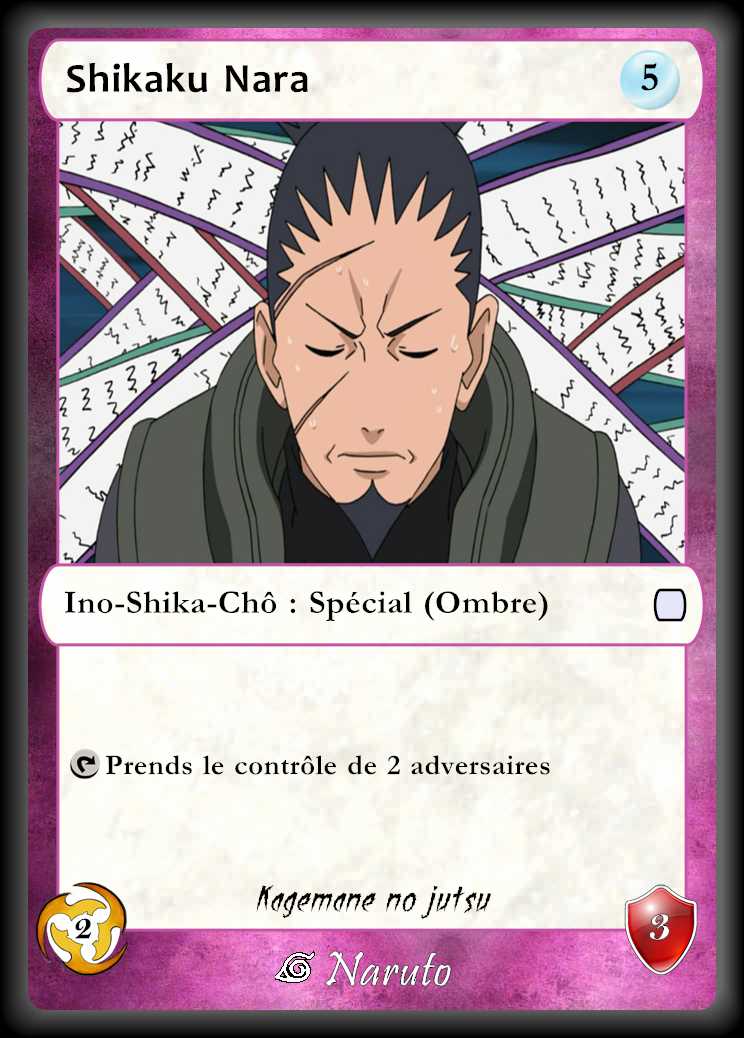 Shikaku Nara
5
Ino-Shika-Chô : Spécial (Ombre)
Prends le contrôle de 2 adversaires
Kagemane no jutsu
2
3
Naruto